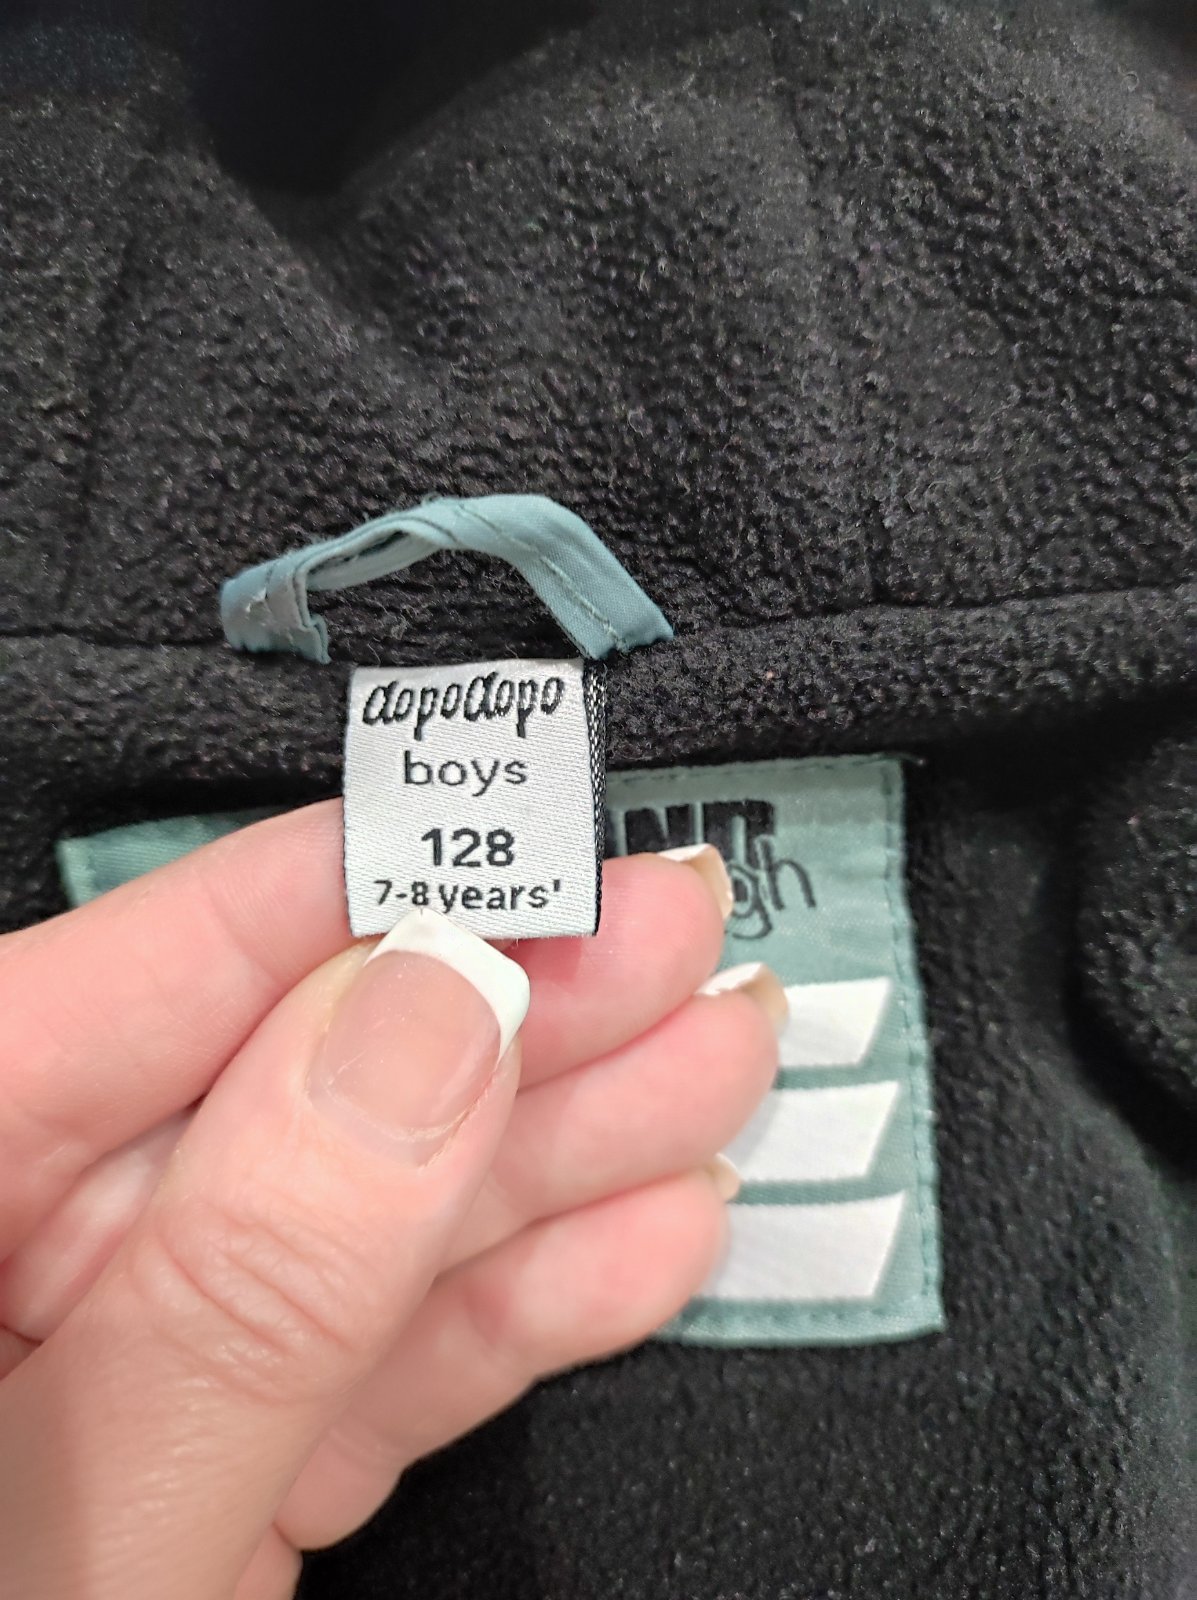 dopodopo
boys
128
7-8 years'